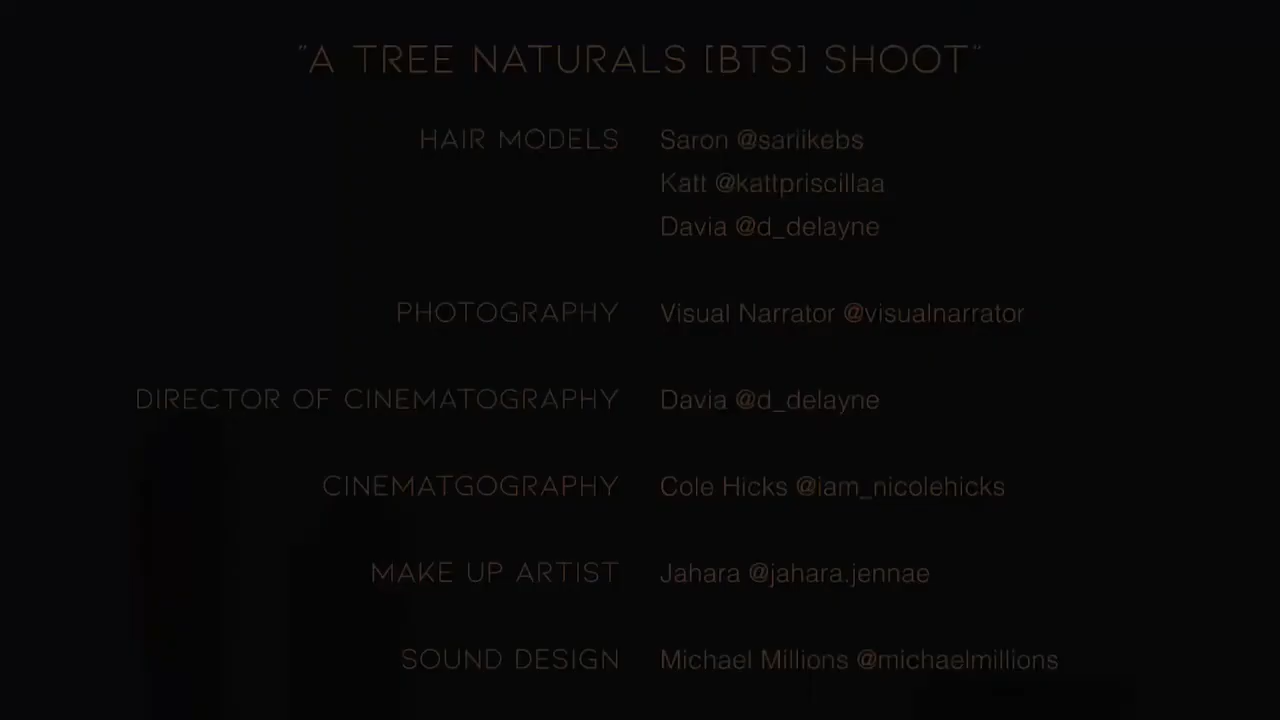 "A TREE NATURALS [BTS] SHOOT"
HAIR MODELS Saron @sarlikebs
Katt @kattpriscillaa
Davia @d_delayne
PHOTOGRAPHY Visual Narrator @visualnarrator
DIRECTOR OF CINEMATOGRAPHY Davia @d_delayne
CINEMATGOGRAPHY Cole Hicks @iam_nicolehicks
MAKE UP ARTIST Jahara @jahara.jennae
SOUND DESIGN Michael Millions @michaelmillions